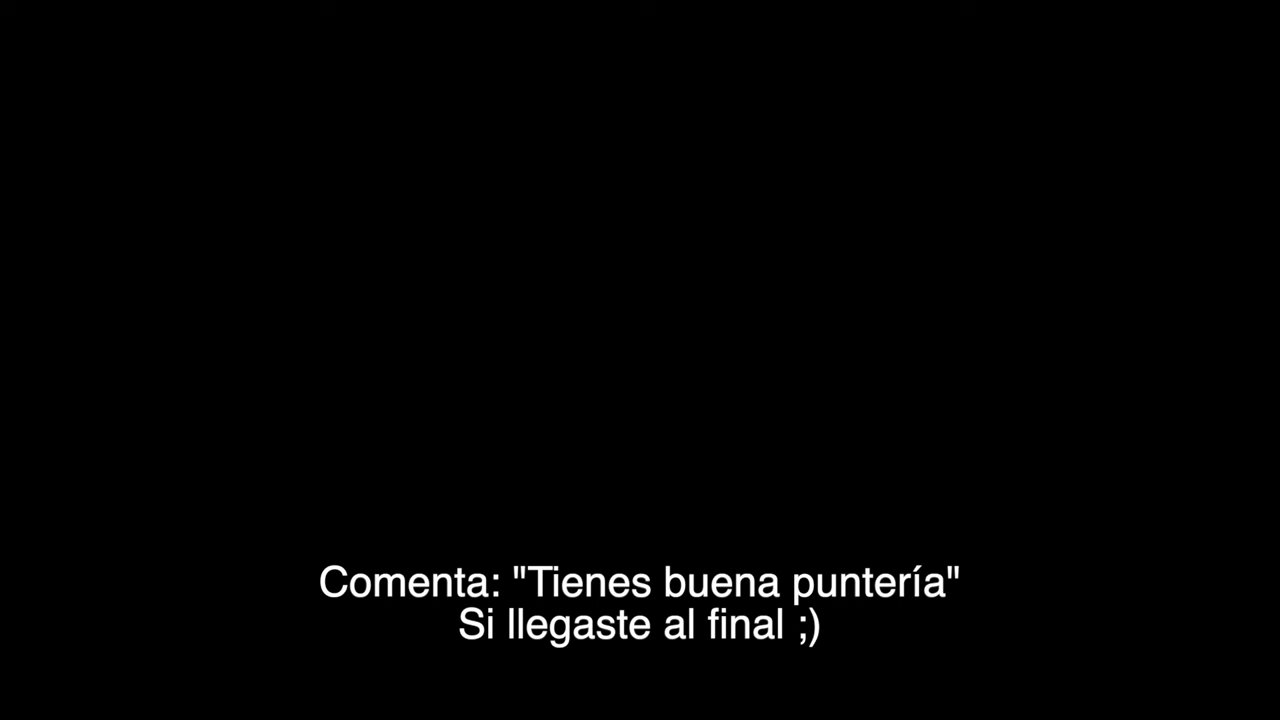 Comenta: "Tienes buena puntería"
Si llegaste al final ;)